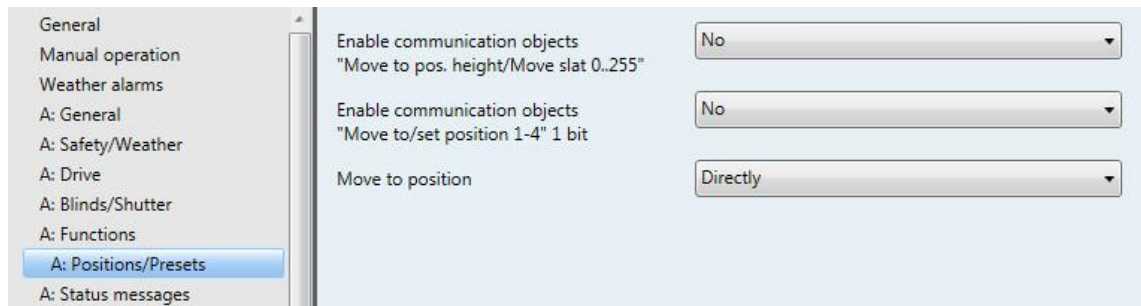 General
Manual operation
Weather alarms
A: General
A: Safety/Weather
A: Drive
A: Blinds/Shutter
A: Functions
A: Positions/Presets
A: Status messages
Enable communication objects
"Move to pos. height/Move slat 0..255"
No
Enable communication objects
"Move to/set position 1-4" 1 bit
No
Move to position
Directly